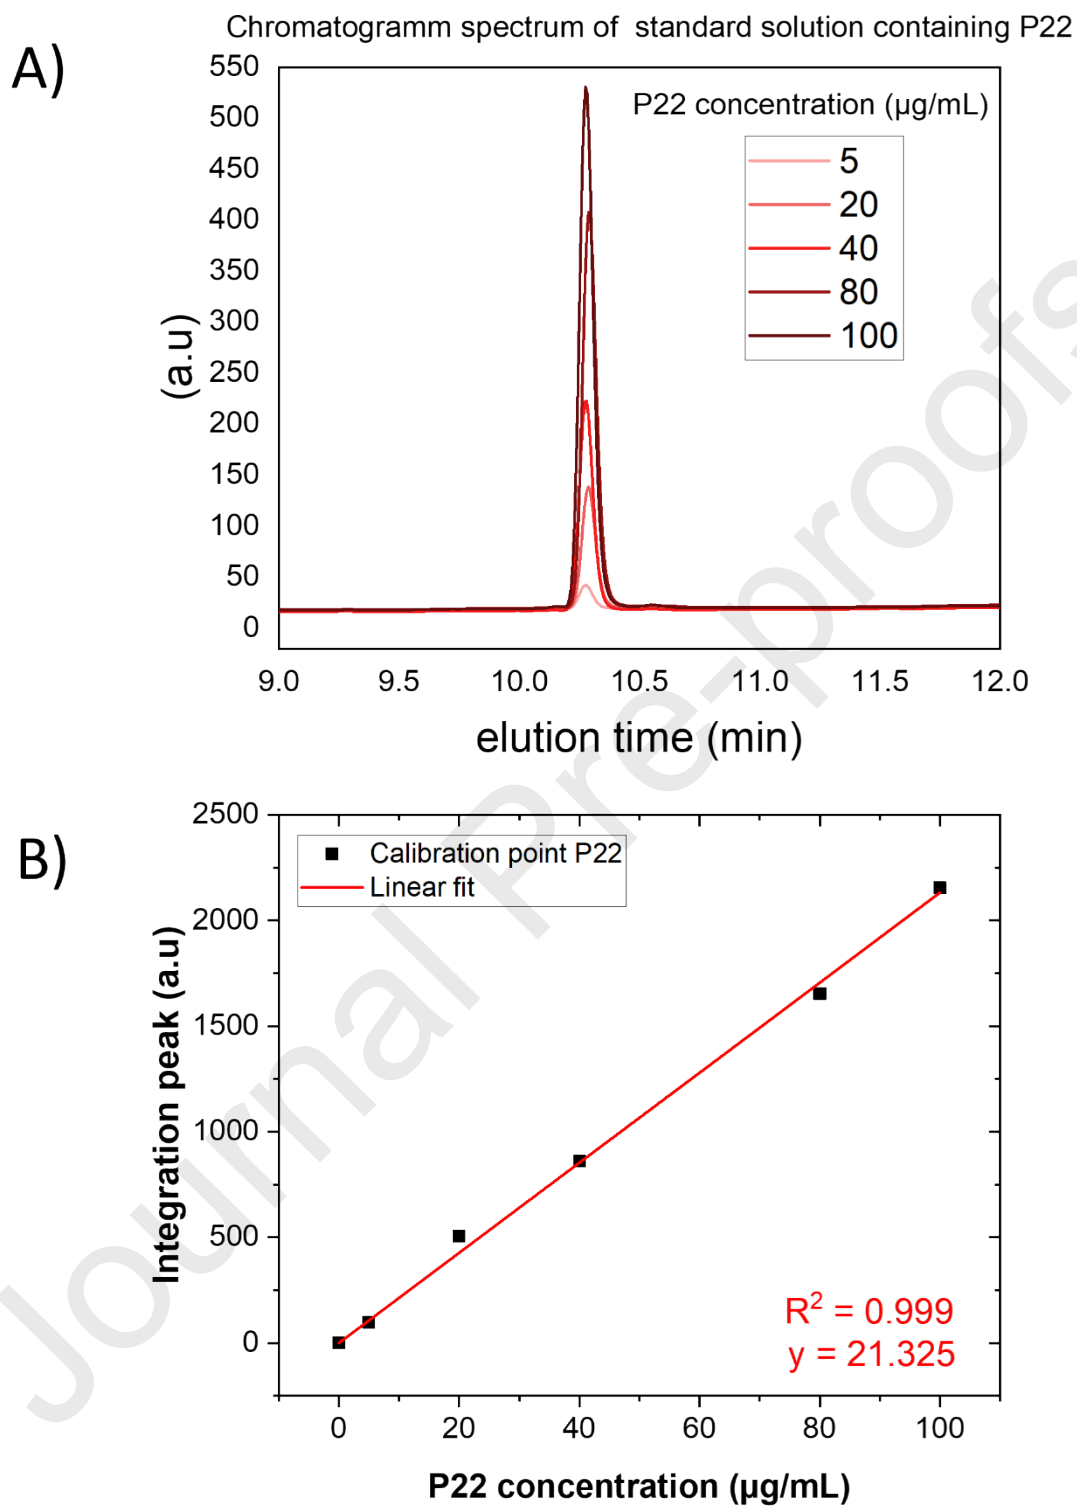 Chromatogramm spectrum of standard solution containing P22
A)
550
500
450
400
350
300
250
200
150
100
50
0
(a.u)
P22 concentration (µg/mL)
5
20
40
80
100
9.0 9.5 10.0 10.5 11.0 11.5 12.0
elution time (min)
B)
2500
2000
1500
1000
500
0
Integration peak (a.u)
Calibration point P22
Linear fit
R² = 0.999
y = 21.325
0 20 40 60 80 100
P22 concentration (µg/mL)
Journal Pre-proofs